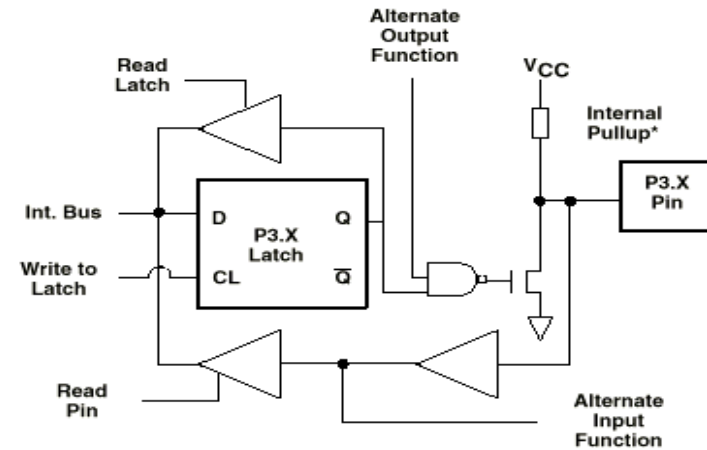 Alternate
Output
Function
Read
Latch
VCC
Internal
Pullup*
P3.X
Pin
Int. Bus
D
P3.X
Latch
Q
Write to
Latch
CL
Q̅
Read
Pin
Alternate
Input
Function